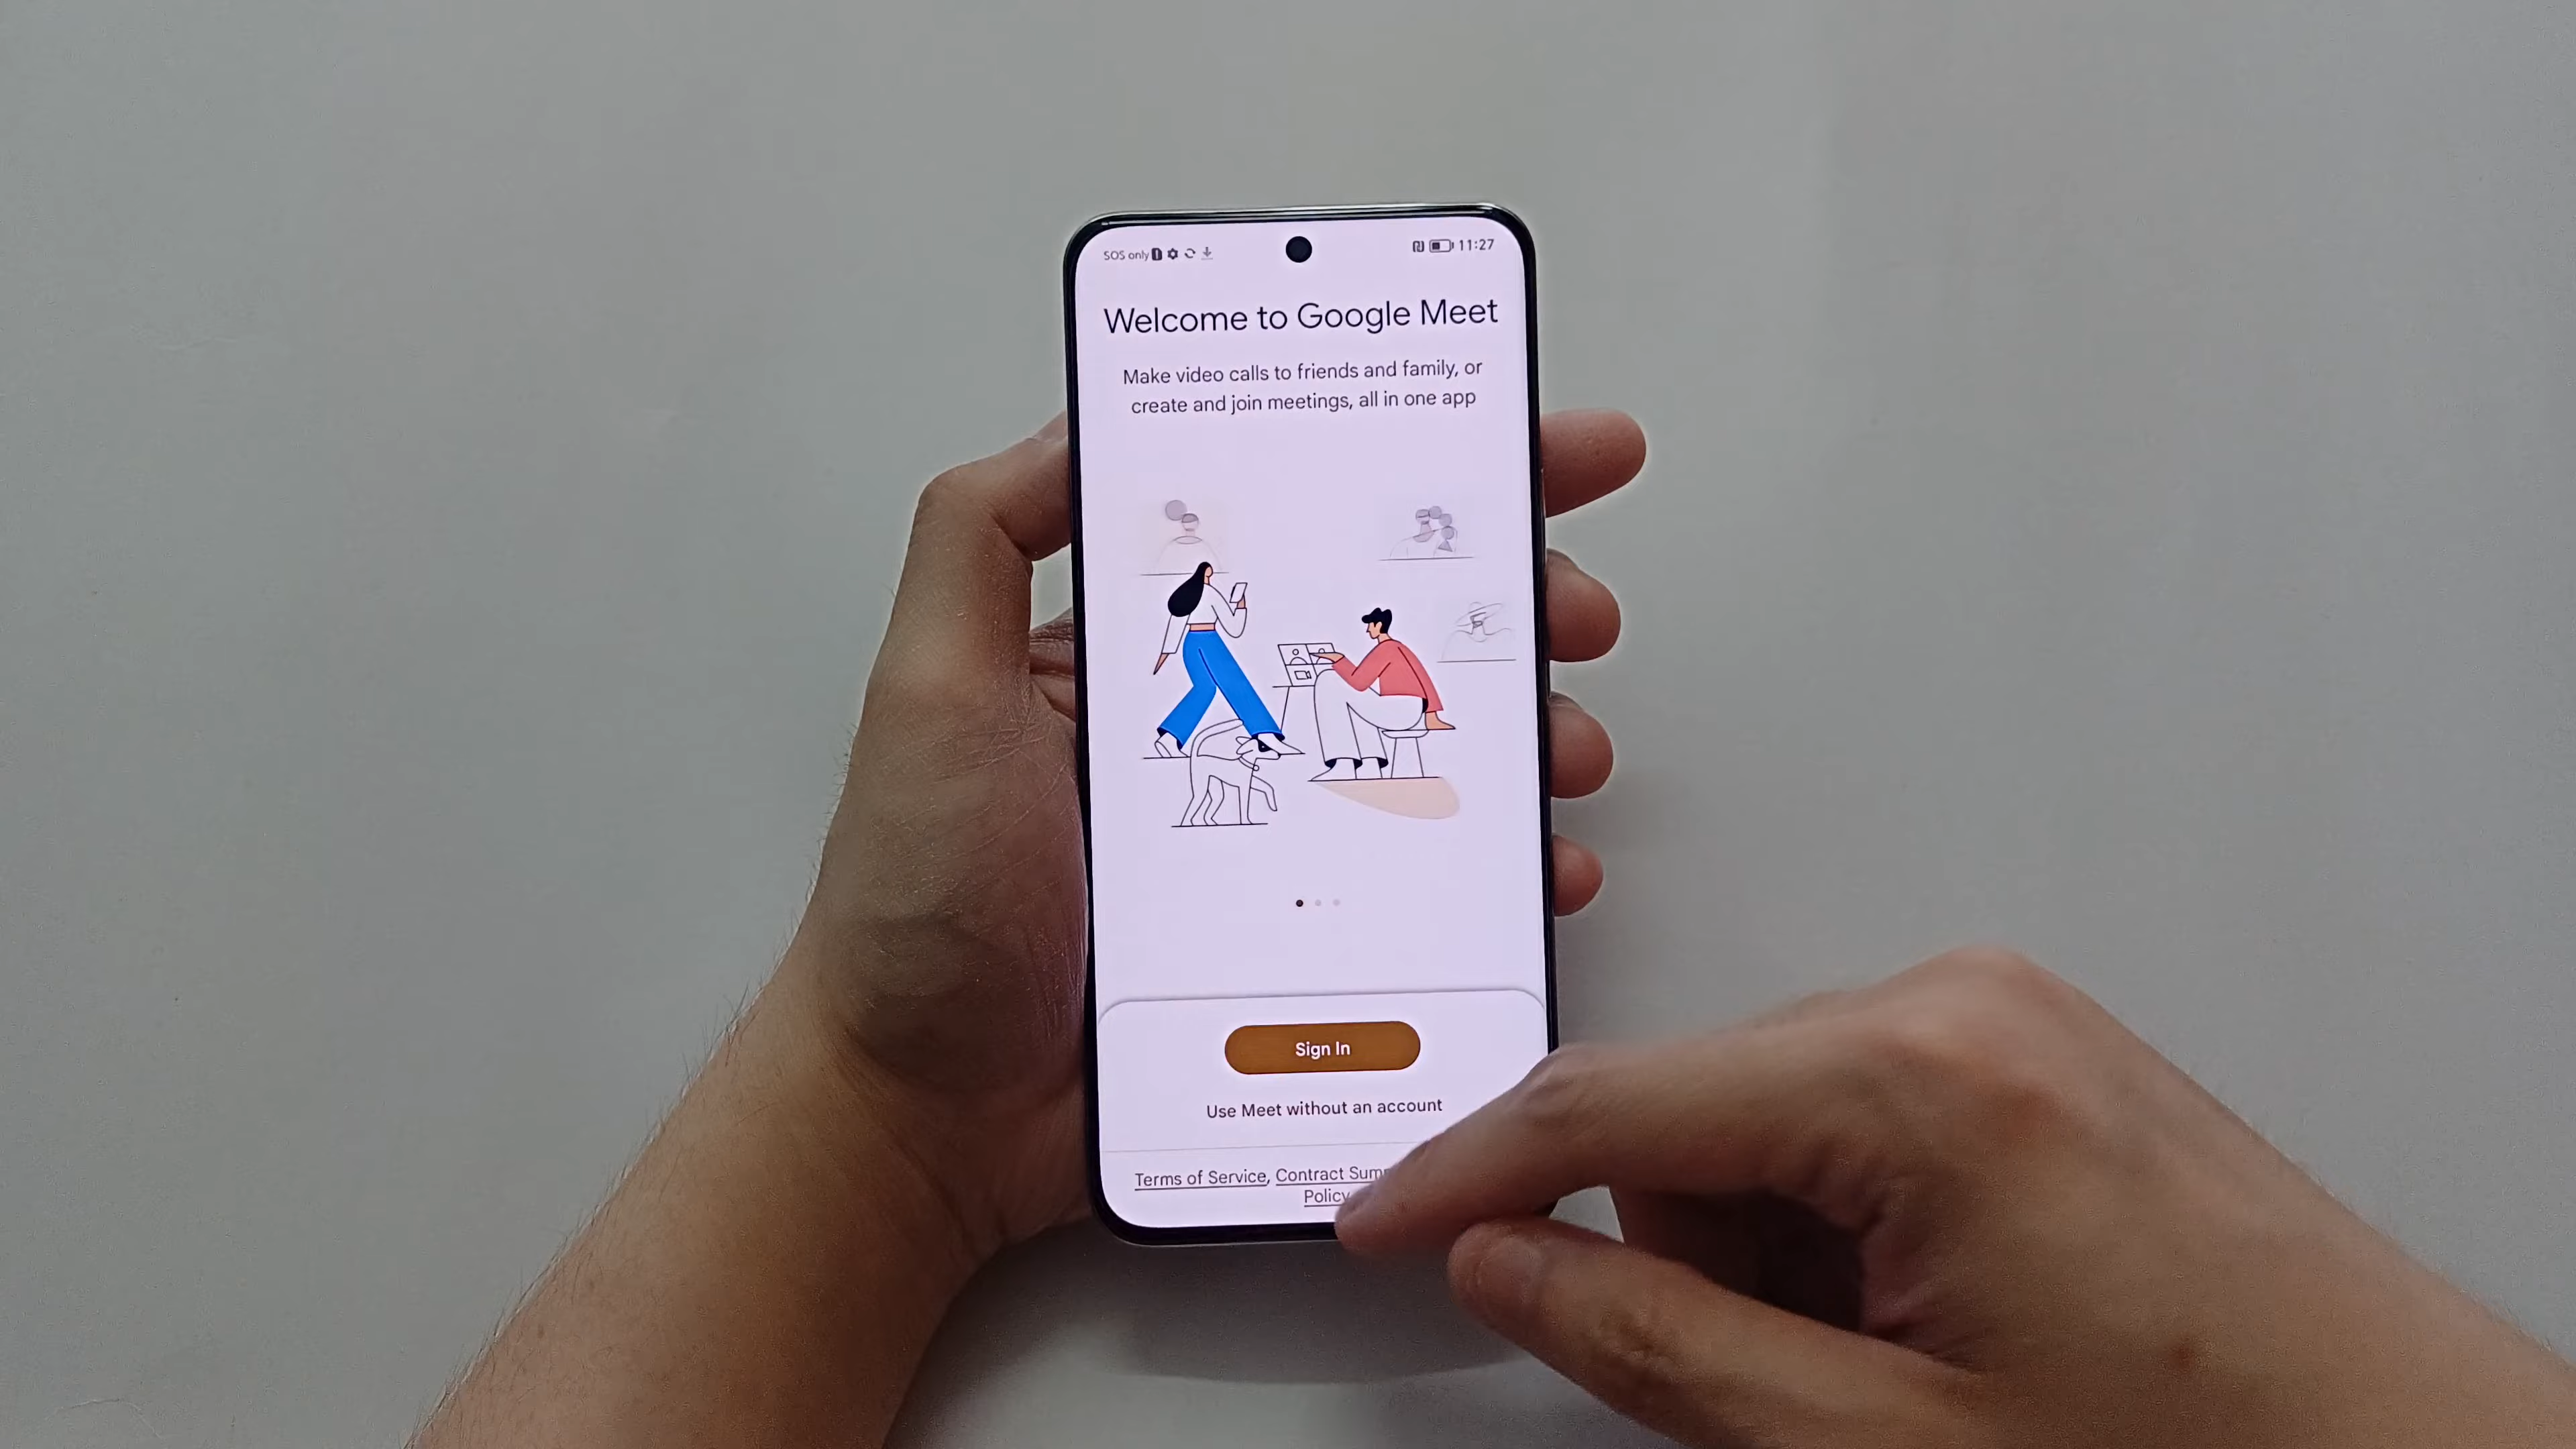 SOS only
11:27
Welcome to Google Meet
Make video calls to friends and family, or
create and join meetings, all in one app
Sign In
Use Meet without an account
Terms of Service, Contract
Policy